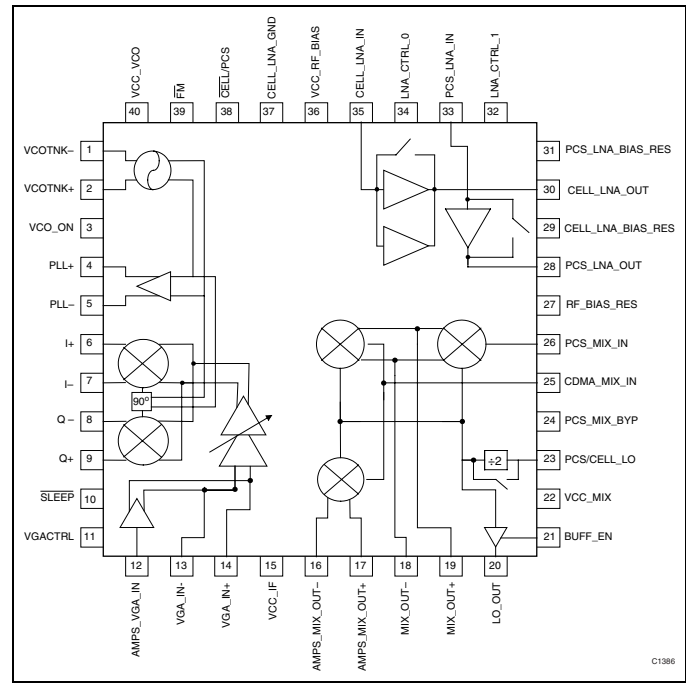 VCC_VCO
F̅M̅
C̅E̅L̅L̅/PCS
CELL_LNA_GND
VCC_RF_BIAS
CELL_LNA_IN
LNA_CTRL_0
PCS_LNA_IN
LNA_CTRL_1
40
39
38
37
36
35
34
33
32
VCOTNK– 1
VCOTNK+ 2
VCO_ON 3
PLL+ 4
PLL– 5
I+ 6
I– 7
Q – 8
Q+ 9
S̅L̅E̅E̅P̅ 10
VGACTRL 11
90°
÷2
31 PCS_LNA_BIAS_RES
30 CELL_LNA_OUT
29 CELL_LNA_BIAS_RES
28 PCS_LNA_OUT
27 RF_BIAS_RES
26 PCS_MIX_IN
25 CDMA_MIX_IN
24 PCS_MIX_BYP
23 PCS/CELL_LO
22 VCC_MIX
21 BUFF_EN
12
13
14
15
16
17
18
19
20
AMPS_VGA_IN
VGA_IN-
VGA_IN+
VCC_IF
AMPS_MIX_OUT–
AMPS_MIX_OUT+
MIX_OUT–
MIX_OUT+
LO_OUT
C1386